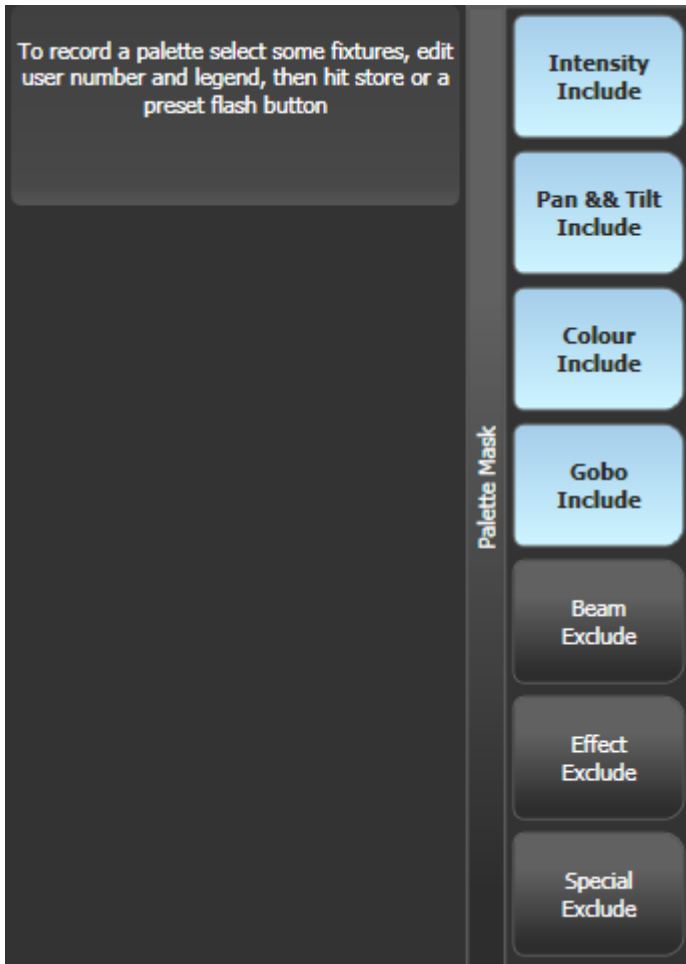 To record a palette select some fixtures, edit
user number and legend, then hit store or a
preset flash button
Palette Mask
Intensity
Include
Pan && Tilt
Include
Colour
Include
Gobo
Include
Beam
Exclude
Effect
Exclude
Special
Exclude